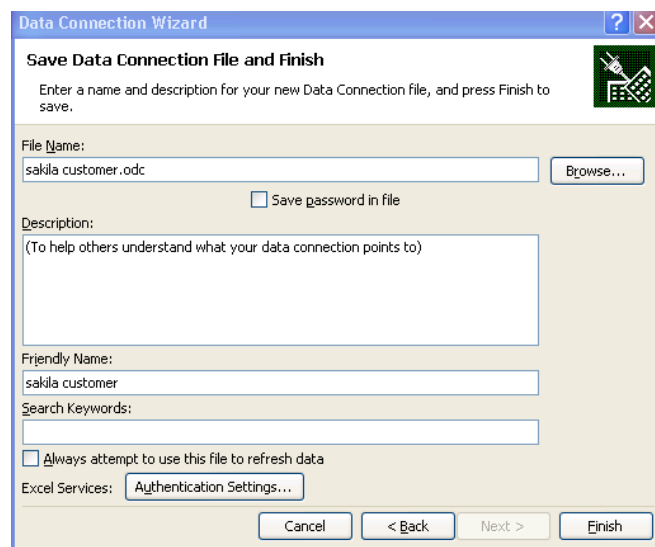 Data Connection Wizard
Save Data Connection File and Finish
Enter a name and description for your new Data Connection file, and press Finish to
save.
File Name:
sakila customer.odc
Browse...
Save password in file
Description:
(To help others understand what your data connection points to)
Friendly Name:
sakila customer
Search Keywords:
Always attempt to use this file to refresh data
Excel Services: Authentication Settings...
Cancel < Back Next > Finish